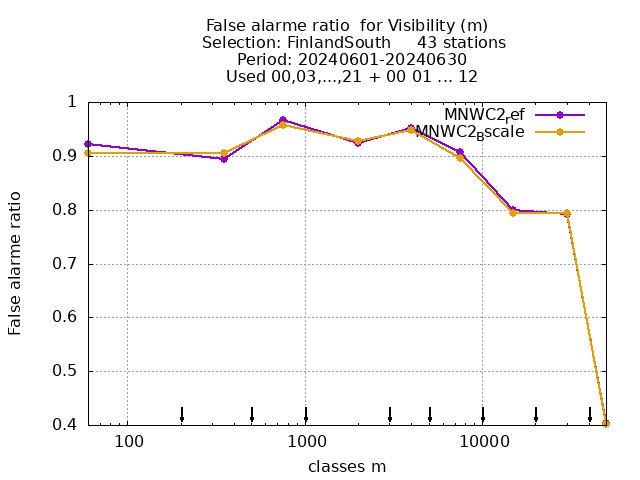 False alarme ratio  for Visibility (m)
Selection: FinlandSouth     43 stations
Period: 20240601-20240630
Used 00,03,...,21 + 00 01 ... 12
MNWC2ref
MNWC2Bscale
1
0.9
0.8
0.7
0.6
0.5
0.4
False alarme ratio
100
1000
10000
classes m